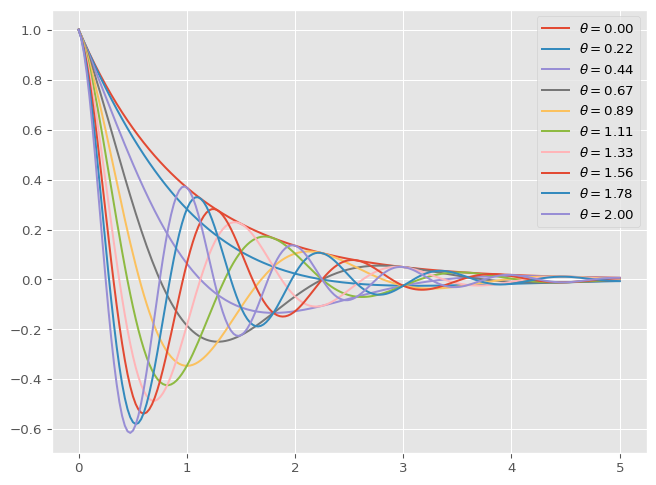 1.0
0.8
0.6
0.4
0.2
0.0
−0.2
−0.4
−0.6
0 1 2 3 4 5
θ = 0.00
θ = 0.22
θ = 0.44
θ = 0.67
θ = 0.89
θ = 1.11
θ = 1.33
θ = 1.56
θ = 1.78
θ = 2.00